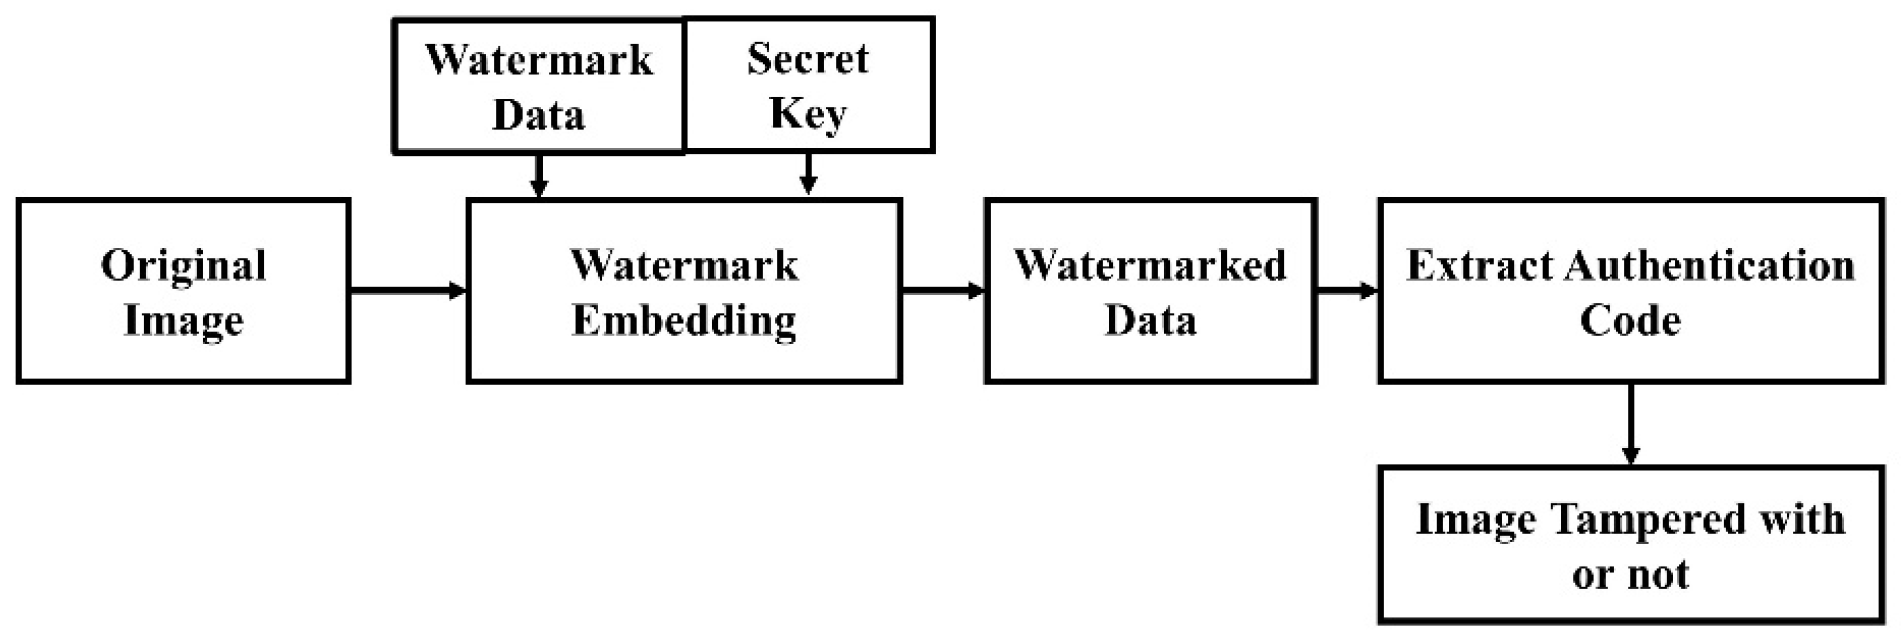 Watermark
Data
Secret
Key
Original
Image
Watermark
Embedding
Watermarked
Data
Extract Authentication
Code
Image Tampered with
or not